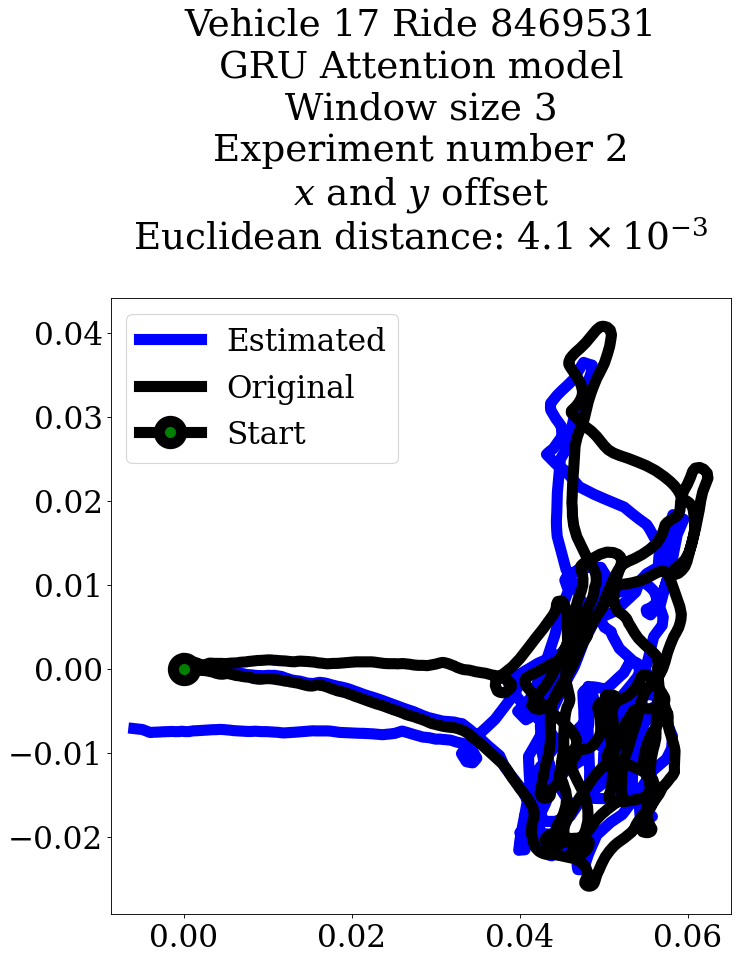 Vehicle 17 Ride 8469531
GRU Attention model
Window size 3
Experiment number 2
x and y offset
Euclidean distance: 4.1 × 10⁻³
Estimated
Original
Start
0.04
0.03
0.02
0.01
0.00
−0.01
−0.02
0.00 0.02 0.04 0.06